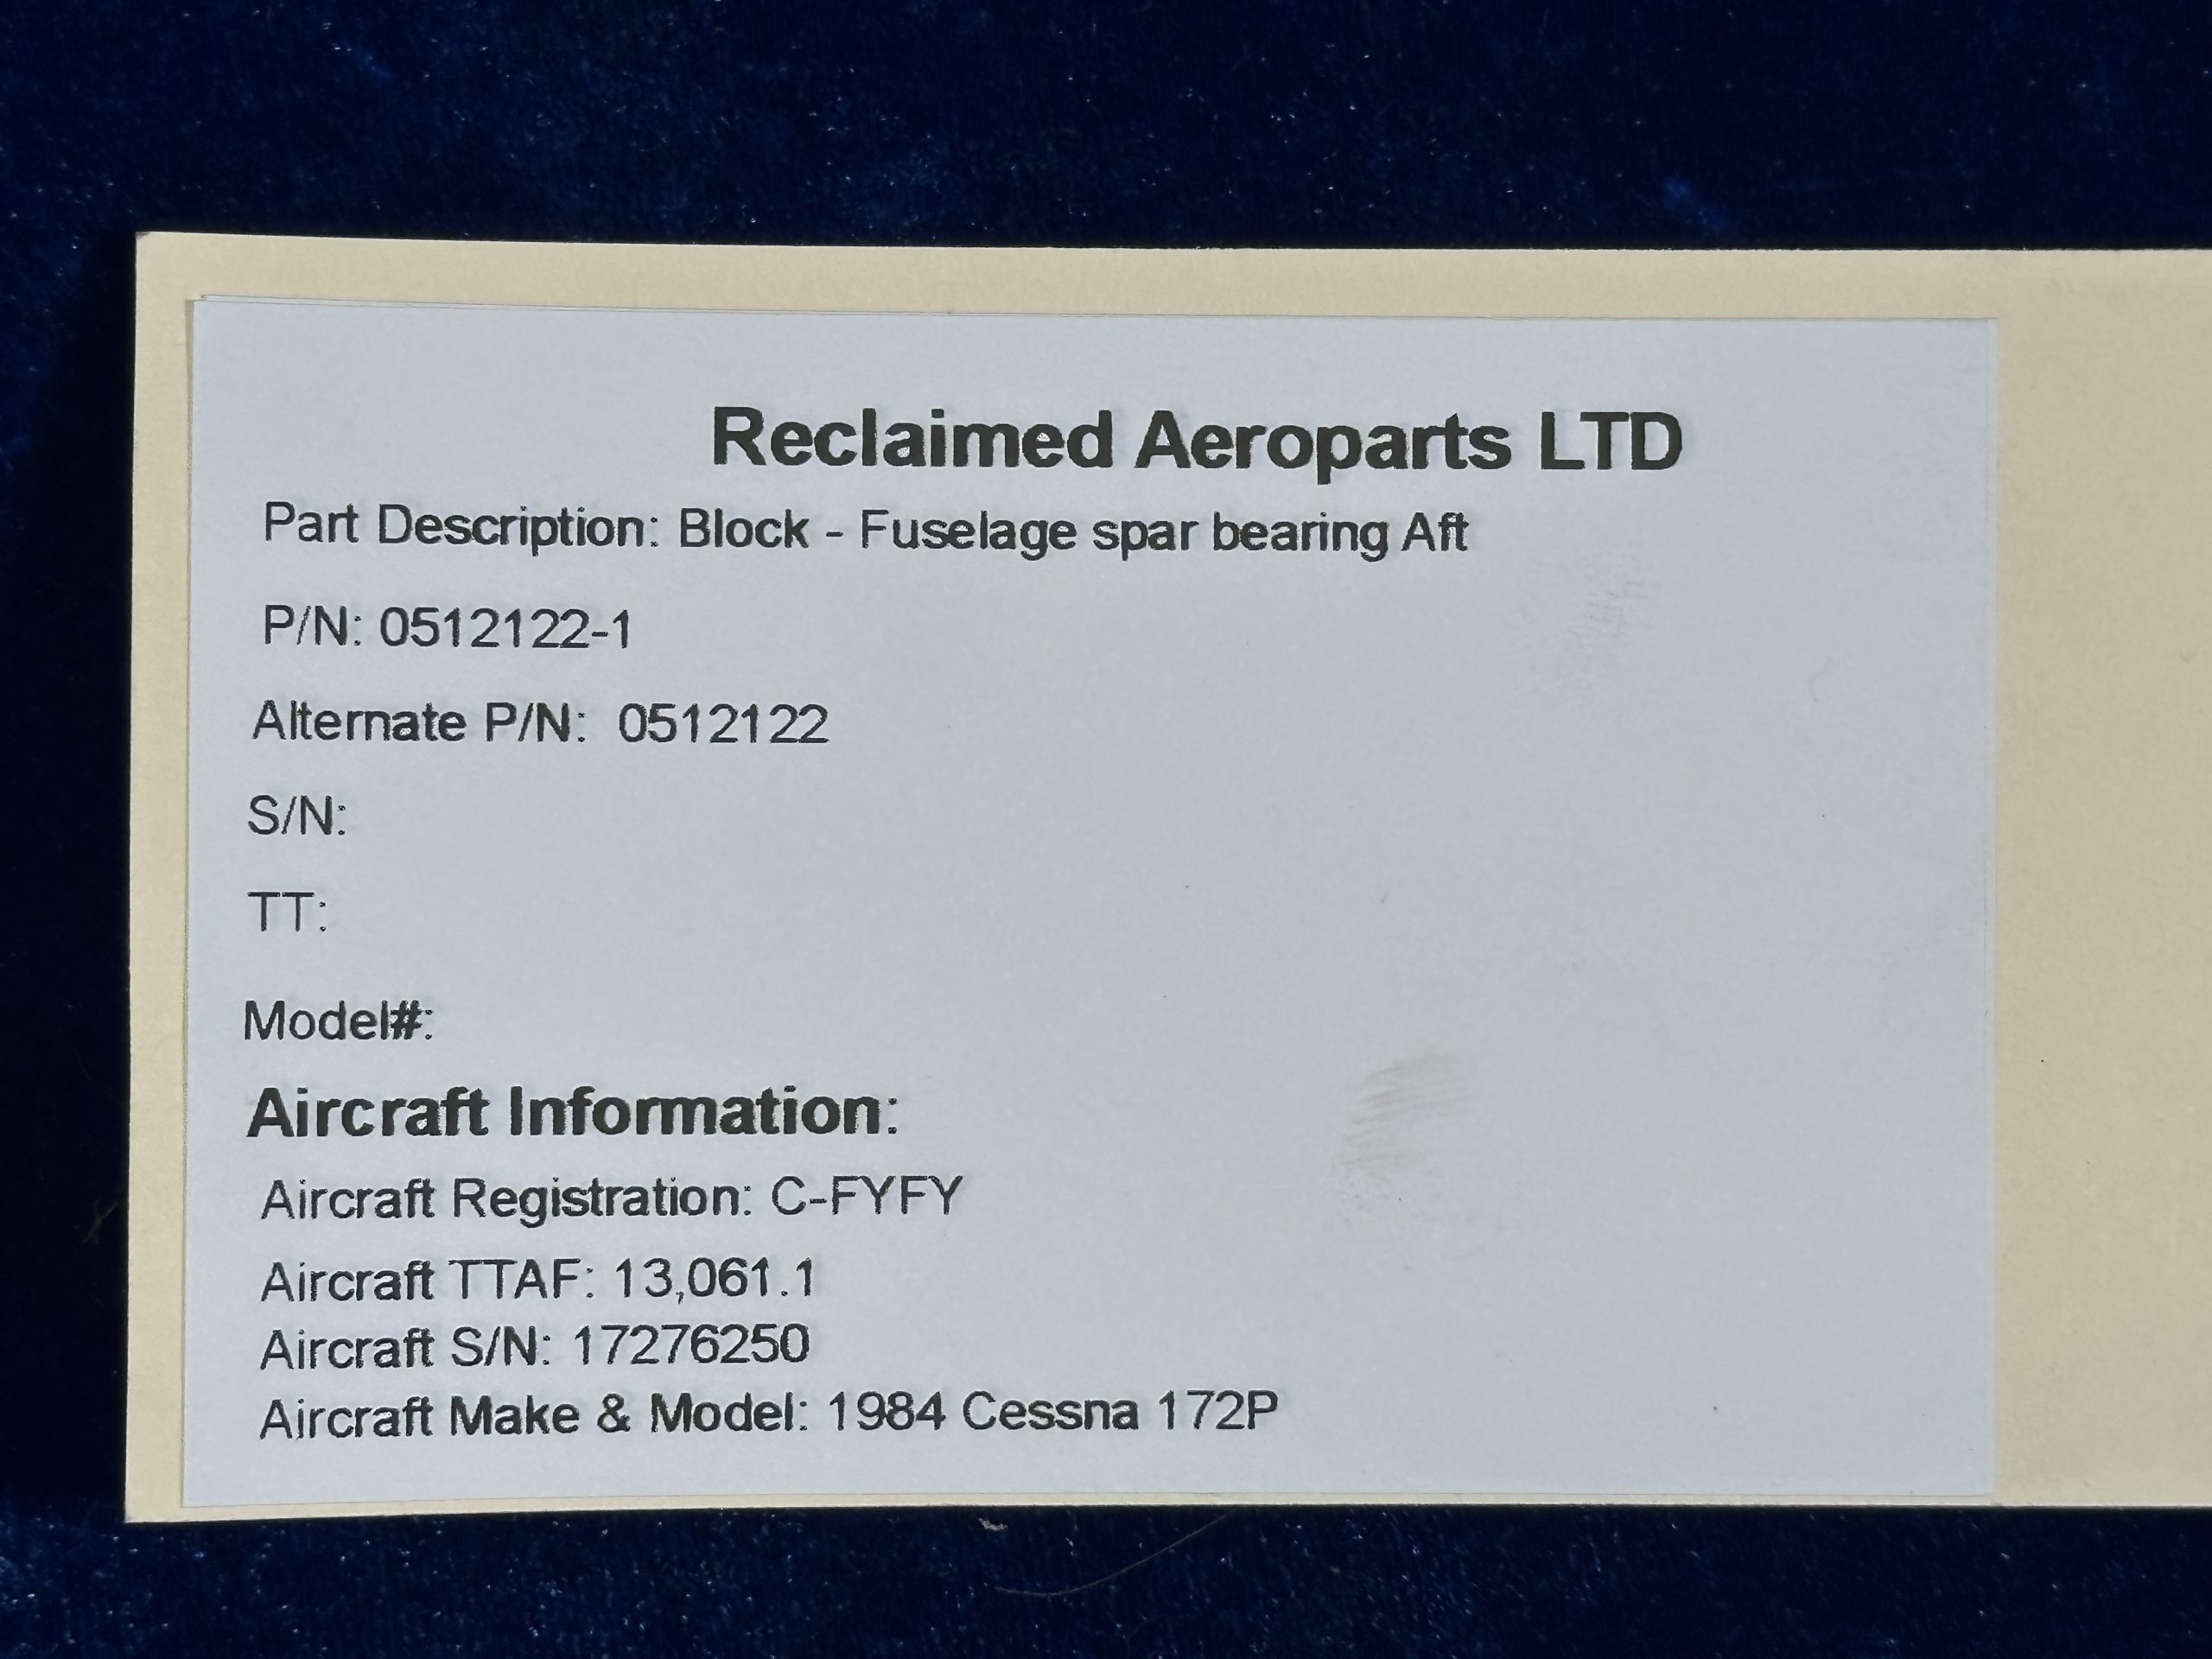 Reclaimed Aeroparts LTD
Part Description: Block - Fuselage spar bearing Aft
P/N: 0512122-1
Alternate P/N: 0512122
S/N:
TT:
Model#:
Aircraft Information:
Aircraft Registration: C-FYFY
Aircraft TTAF: 13,061.1
Aircraft S/N: 17276250
Aircraft Make & Model: 1984 Cessna 172P